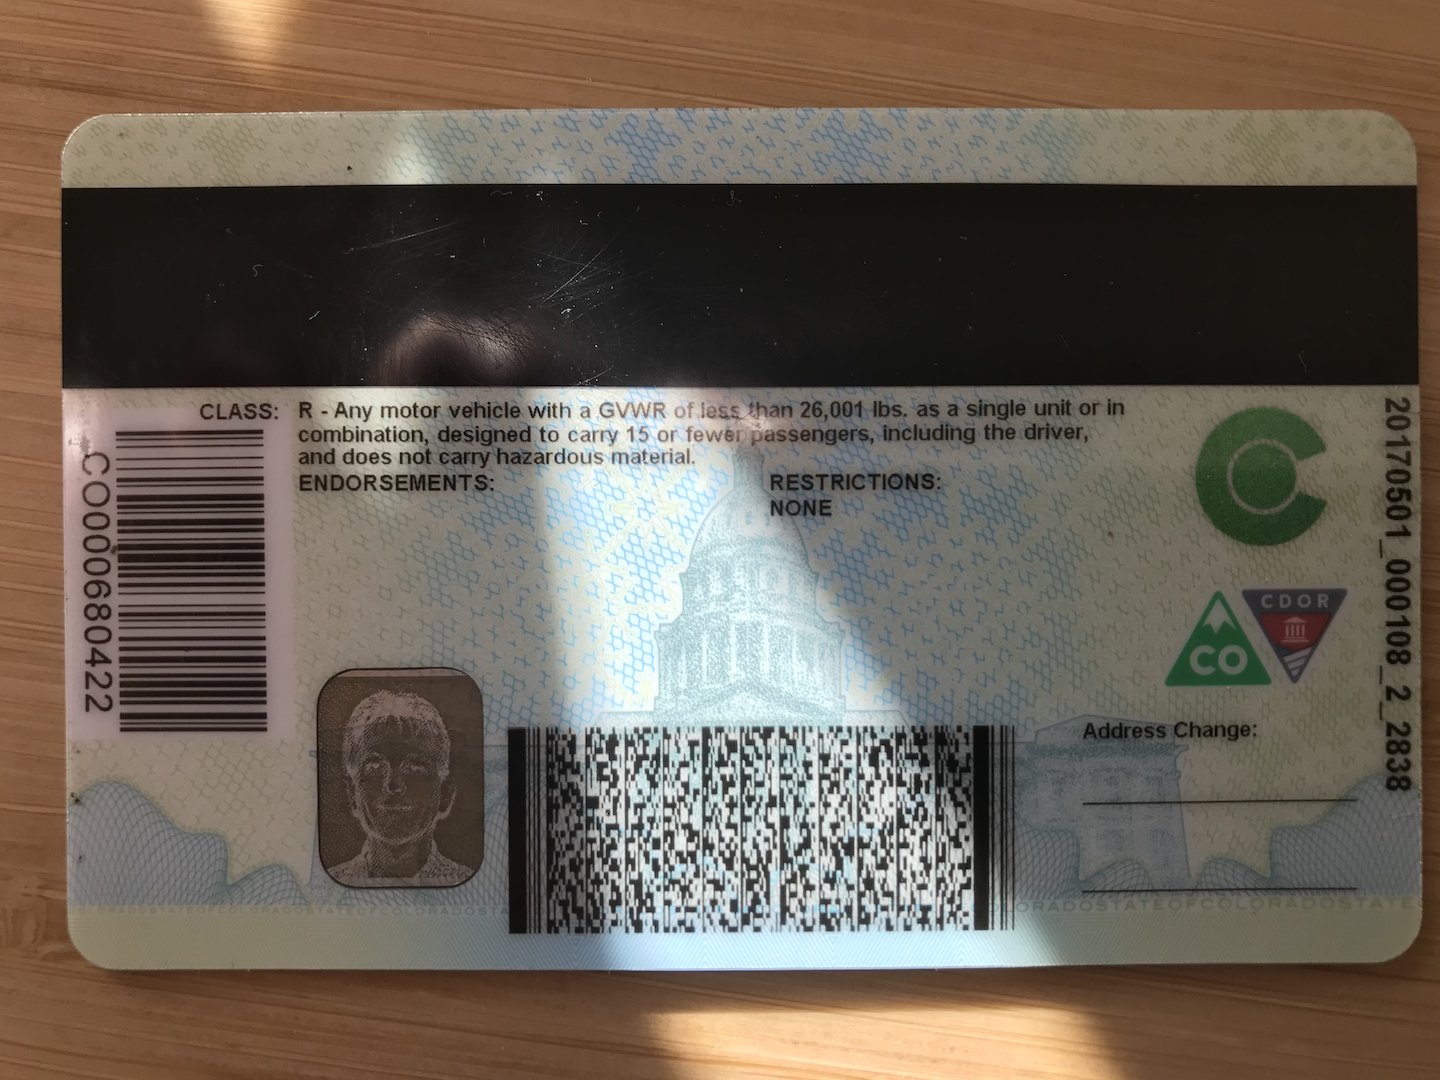 CLASS: R - Any motor vehicle with a GVWR of less than 26,001 lbs. as a single unit or in
combination, designed to carry 15 or fewer passengers, including the driver,
and does not carry hazardous material.
ENDORSEMENTS:
RESTRICTIONS:
NONE
CO000680422
20170501_000108_2_2838
CDOR
CO
Address Change:
ORADOSTATEOFCOLORADOSTA
ORADOSTATEOFCOLORADOSTATE